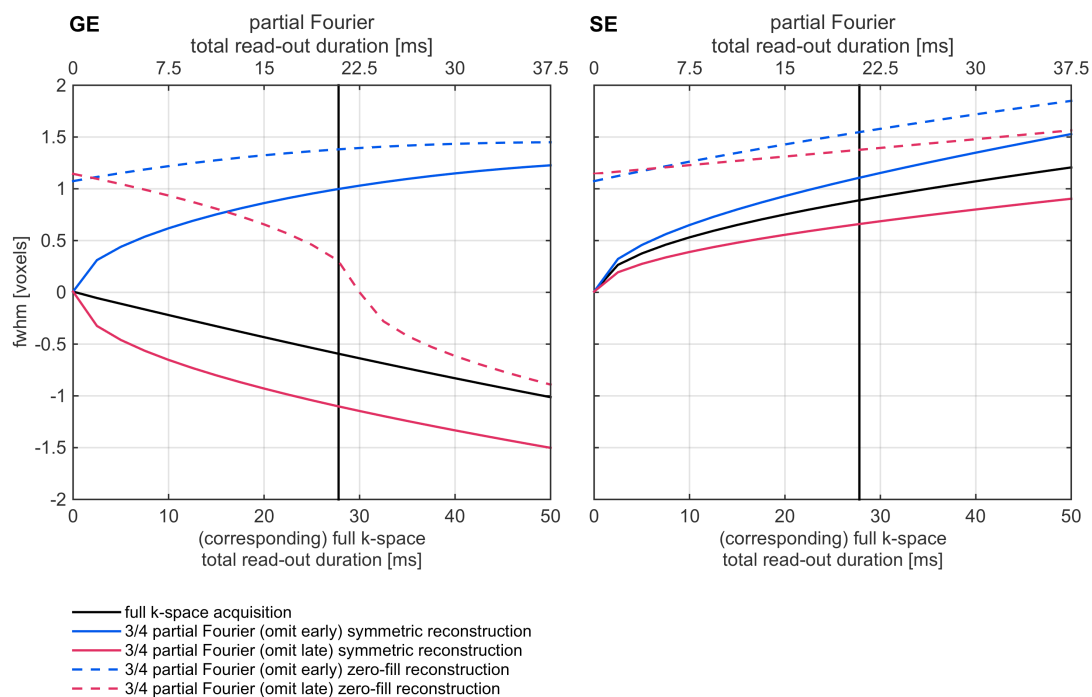 GE
partial Fourier
total read-out duration [ms]
0 7.5 15 22.5 30 37.5
2
1.5
1
0.5
0
-0.5
-1
-1.5
-2
fwhm [voxels]
0 10 20 30 40 50
(corresponding) full k-space
total read-out duration [ms]
SE
partial Fourier
total read-out duration [ms]
0 7.5 15 22.5 30 37.5
0 10 20 30 40 50
(corresponding) full k-space
total read-out duration [ms]
full k-space acquisition
3/4 partial Fourier (omit early) symmetric reconstruction
3/4 partial Fourier (omit late) symmetric reconstruction
3/4 partial Fourier (omit early) zero-fill reconstruction
3/4 partial Fourier (omit late) zero-fill reconstruction